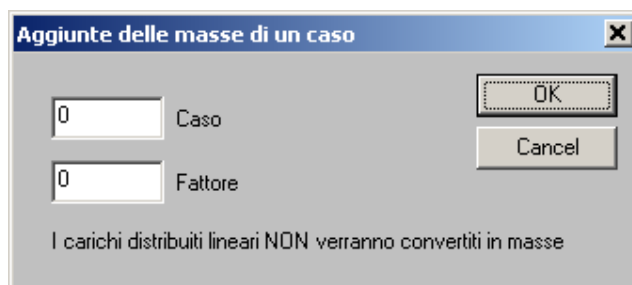 Aggiunte delle masse di un caso
0 Caso
OK
Cancel
0 Fattore
I carichi distribuiti lineari NON verranno convertiti in masse